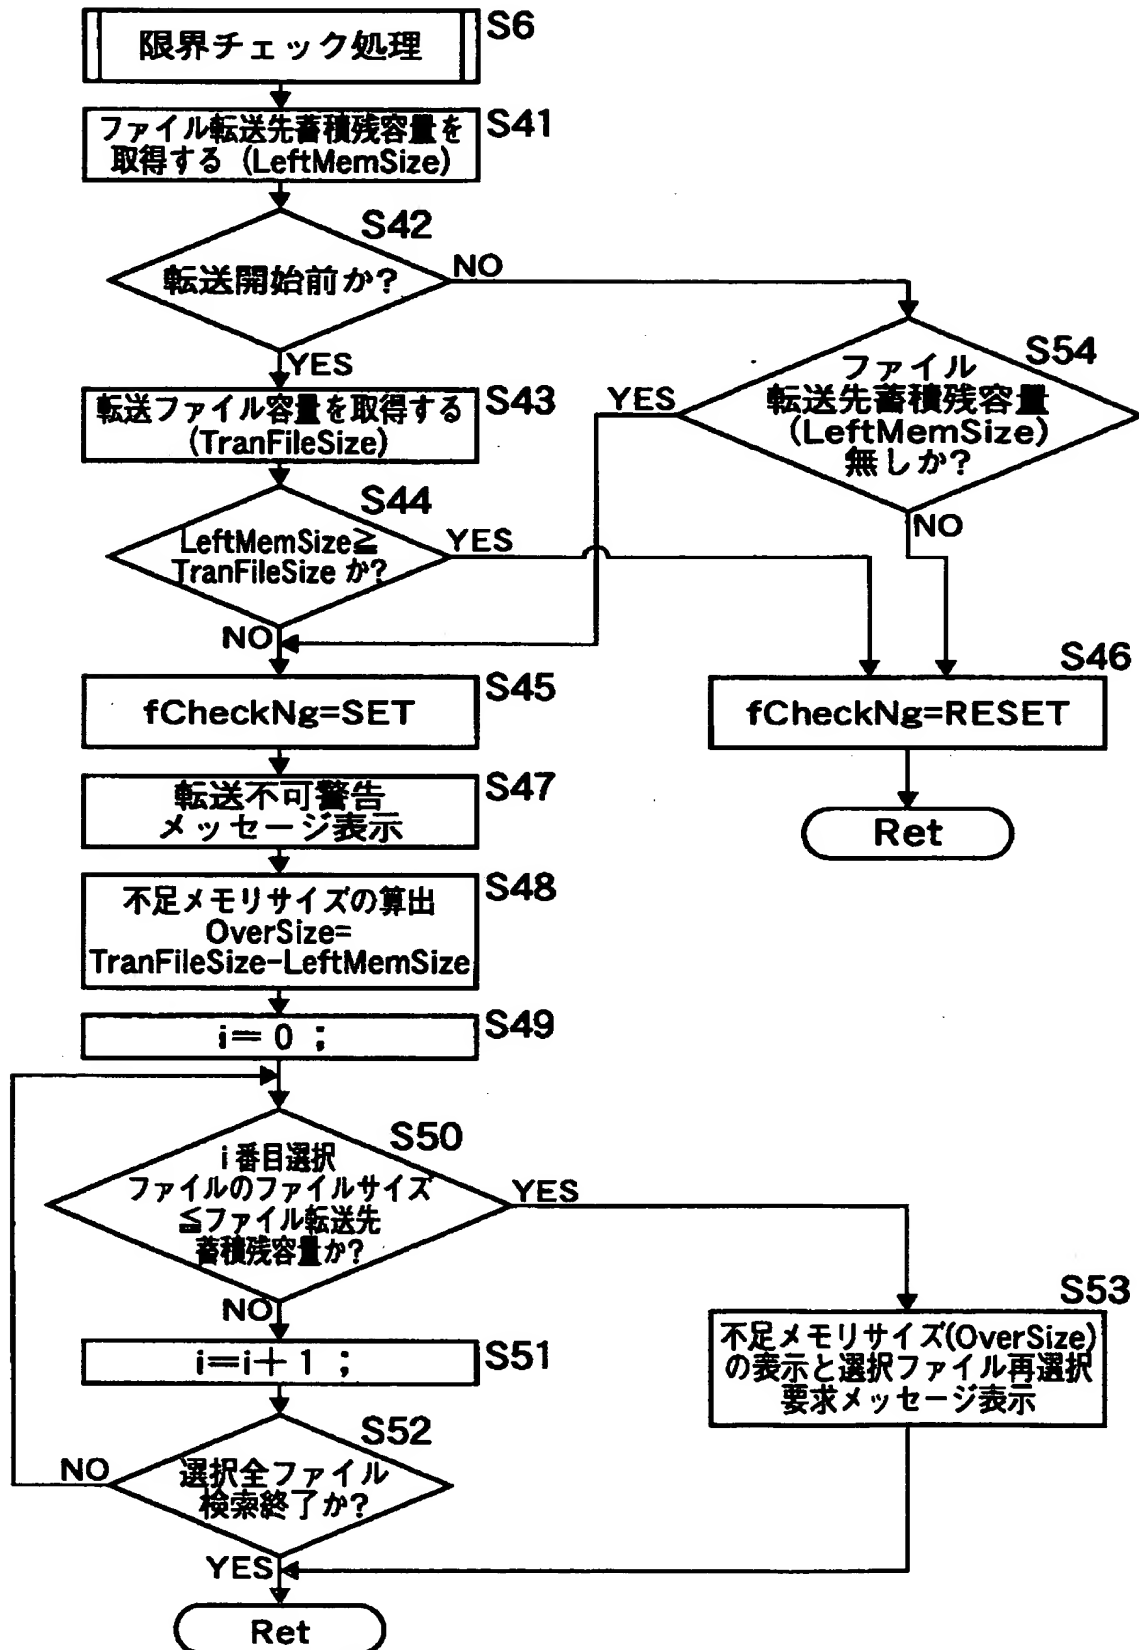 限界チェック処理
S6
ファイル転送先蓄積残容量を
取得する (LeftMemSize)
S41
S42
転送開始前か?
NO
YES
転送ファイル容量を取得する
(TranFileSize)
S43
S54
ファイル
転送先蓄積残容量
(LeftMemSize)
無しか?
YES
NO
S44
LeftMemSize≧
TranFileSize か?
YES
NO
fCheckNg=SET
S45
S46
fCheckNg=RESET
Ret
転送不可警告
メッセージ表示
S47
不足メモリサイズの算出
OverSize=
TranFileSize-LeftMemSize
S48
i=0 ;
S49
S50
i番目選択
ファイルのファイルサイズ
≦ファイル転送先
蓄積残容量か?
YES
NO
S53
不足メモリサイズ(OverSize)
の表示と選択ファイル再選択
要求メッセージ表示
i=i+1 ;
S51
S52
選択全ファイル
検索終了か?
NO
YES
Ret